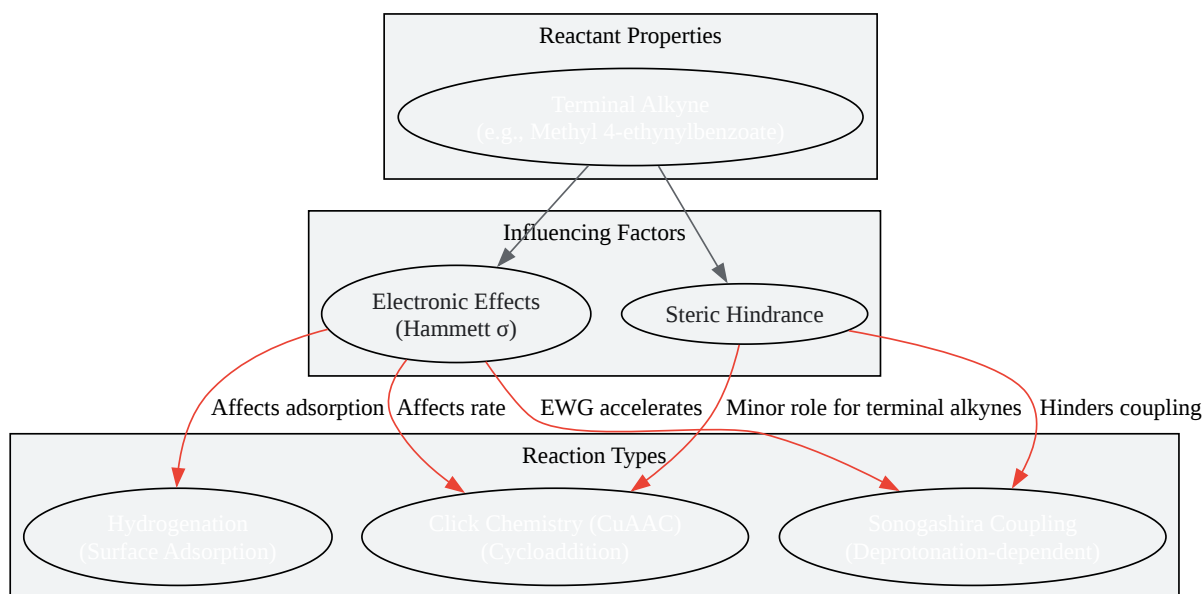 Reactant Properties
Terminal Alkyne
(e.g., Methyl 4-ethynylbenzoate)
Influencing Factors
Electronic Effects
(Hammett σ)
Steric Hindrance
Affects adsorption
Affects rate
EWG accelerates
Minor role for terminal alkynes
Hinders coupling
Reaction Types
Hydrogenation
(Surface Adsorption)
Click Chemistry (CuAAC)
(Cycloaddition)
Sonogashira Coupling
(Deprotonation-dependent)